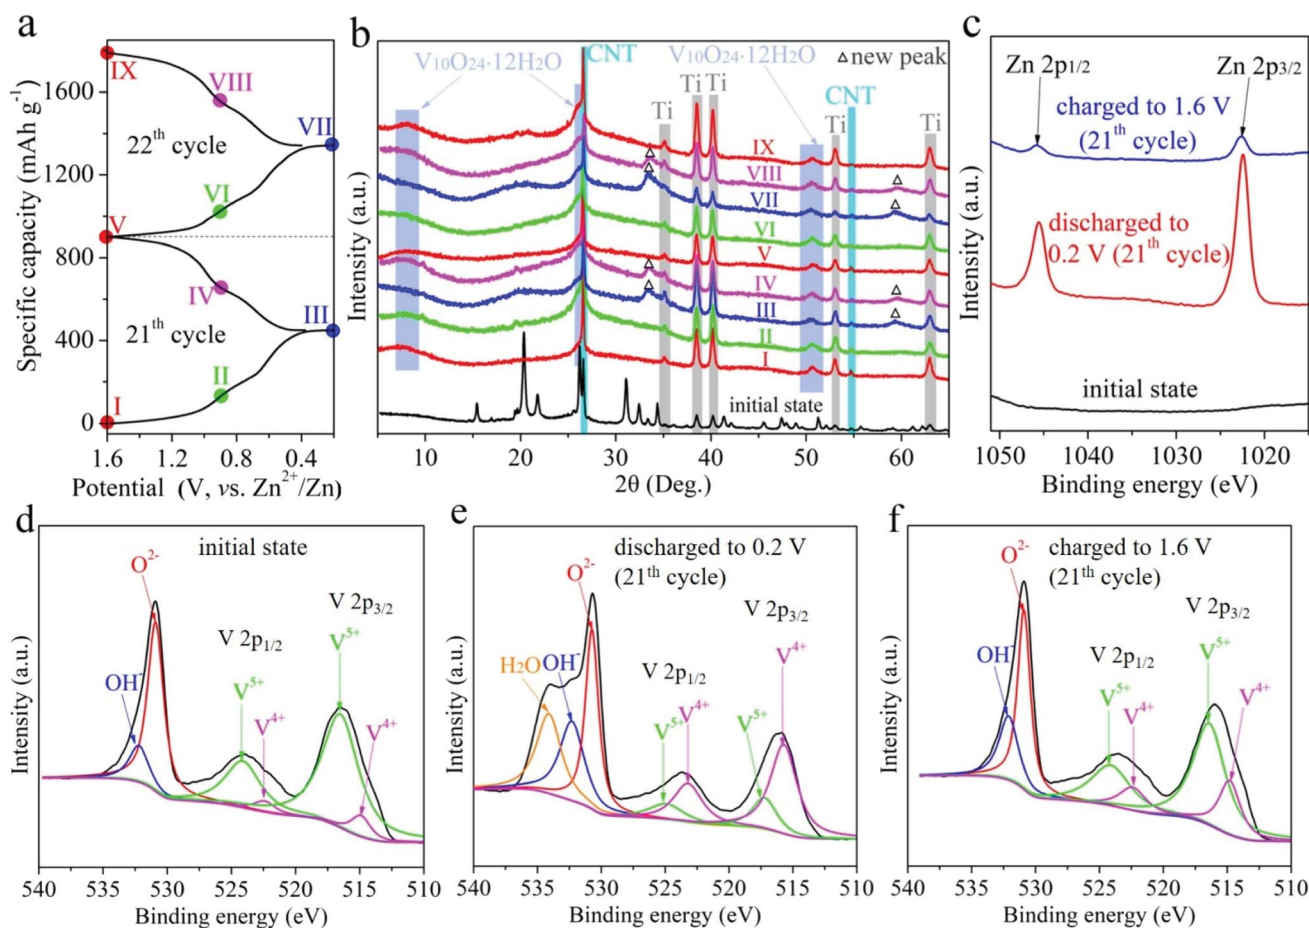 a
Specific capacity (mAh g⁻¹)
1600
1200
800
400
0
IX
VIII
VII
22ᵗʰ cycle
VI
V
IV
III
21ᵗʰ cycle
II
I
1.6 1.2 0.8 0.4
Potential (V, vs. Zn²⁺/Zn)
b
Intensity (a.u.)
CNT
V₁₀O₂₄·12H₂O
V₁₀O₂₄·12H₂O
Δ new peak
Ti
Ti
CNT
Ti
Ti
IX
VIII
VII
VI
V
IV
III
II
I
initial state
10 20 30 40 50 60
2θ (Deg.)
c
Intensity (a.u.)
Zn 2p₁/₂
Zn 2p₃/₂
charged to 1.6 V
(21ᵗʰ cycle)
discharged to
0.2 V (21ᵗʰ cycle)
initial state
1050 1040 1030 1020
Binding energy (eV)
d
Intensity (a.u.)
initial state
O²⁻
OH⁻
V 2p₁/₂
V⁵⁺
V⁴⁺
V 2p₃/₂
V⁵⁺
V⁴⁺
540 535 530 525 520 515 510
Binding energy (eV)
e
Intensity (a.u.)
discharged to 0.2 V
(21ᵗʰ cycle)
O²⁻
H₂O
OH⁻
V 2p₁/₂
V⁵⁺
V⁴⁺
V 2p₃/₂
V⁵⁺
V⁴⁺
540 535 530 525 520 515 510
Binding energy (eV)
f
Intensity (a.u.)
charged to 1.6 V
(21ᵗʰ cycle)
O²⁻
OH⁻
V 2p₁/₂
V⁵⁺
V⁴⁺
V 2p₃/₂
V⁵⁺
V⁴⁺
540 535 530 525 520 515 510
Binding energy (eV)